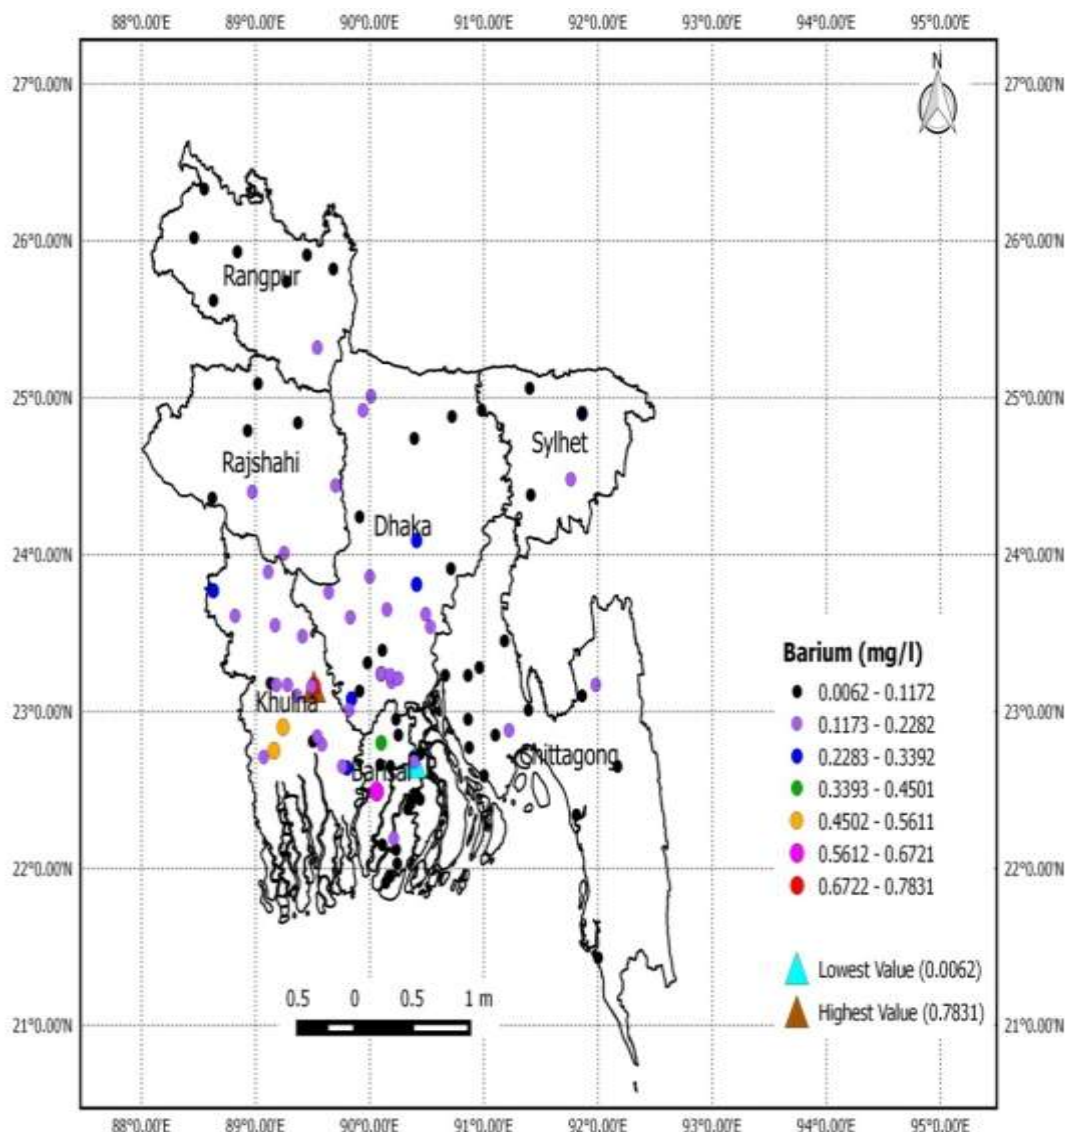 88°0.00'E 89°0.00'E 90°0.00'E 91°0.00'E 92°0.00'E 93°0.00'E 94°0.00'E 95°0.00'E
N
27°0.00'N 27°0.00'N
26°0.00'N 26°0.00'N
Rangpur
25°0.00'N 25°0.00'N
Sylhet
Rajshahi
Dhaka
24°0.00'N 24°0.00'N
Barium (mg/l)
0.0062 - 0.1172
Khulna
23°0.00'N 23°0.00'N
0.1173 - 0.2282
Chittagong
0.2283 - 0.3392
Barisal
0.3393 - 0.4501
0.4502 - 0.5611
22°0.00'N 22°0.00'N
0.5612 - 0.6721
0.6722 - 0.7831
Lowest Value (0.0062)
0.5 0 0.5 1 m
Highest Value (0.7831)
21°0.00'N 21°0.00'N
88°0.00'E 89°0.00'E 90°0.00'E 91°0.00'E 92°0.00'E 93°0.00'E 94°0.00'E 95°0.00'E